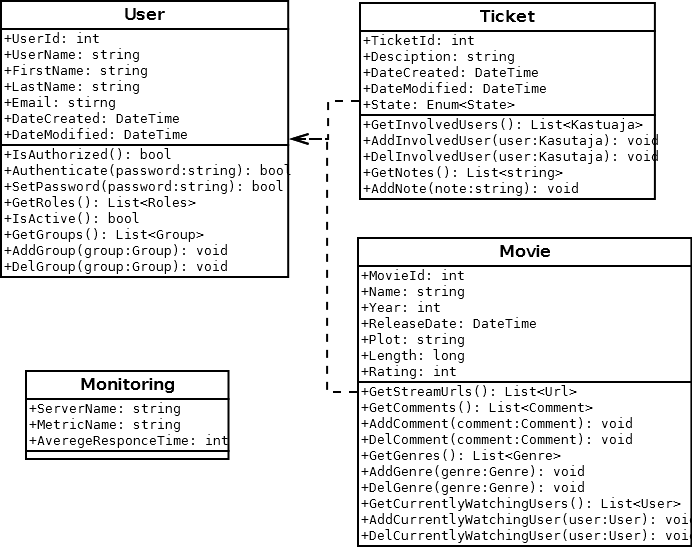 User
+UserId: int
+UserName: string
+FirstName: string
+LastName: string
+Email: stirng
+DateCreated: DateTime
+DateModified: DateTime
+IsAuthorized(): bool
+Authenticate(password:string): bool
+SetPassword(password:string): bool
+GetRoles(): List<Roles>
+IsActive(): bool
+GetGroups(): List<Group>
+AddGroup(group:Group): void
+DelGroup(group:Group): void
Ticket
+TicketId: int
+Desciption: string
+DateCreated: DateTime
+DateModified: DateTime
+State: Enum<State>
+GetInvolvedUsers(): List<Kastuaja>
+AddInvolvedUser(user:Kasutaja): void
+DelInvolvedUser(user:Kasutaja): void
+GetNotes(): List<string>
+AddNote(note:string): void
Movie
+MovieId: int
+Name: string
+Year: int
+ReleaseDate: DateTime
+Plot: string
+Length: long
+Rating: int
+GetStreamUrls(): List<Url>
+GetComments(): List<Comment>
+AddComment(comment:Comment): void
+DelComment(comment:Comment): void
+GetGenres(): List<Genre>
+AddGenre(genre:Genre): void
+DelGenre(genre:Genre): void
+GetCurrentlyWatchingUsers(): List<User>
+AddCurrentlyWatchingUser(user:User): void
+DelCurrentlyWatchingUser(user:User): void
Monitoring
+ServerName: string
+MetricName: string
+AveregeResponceTime: int